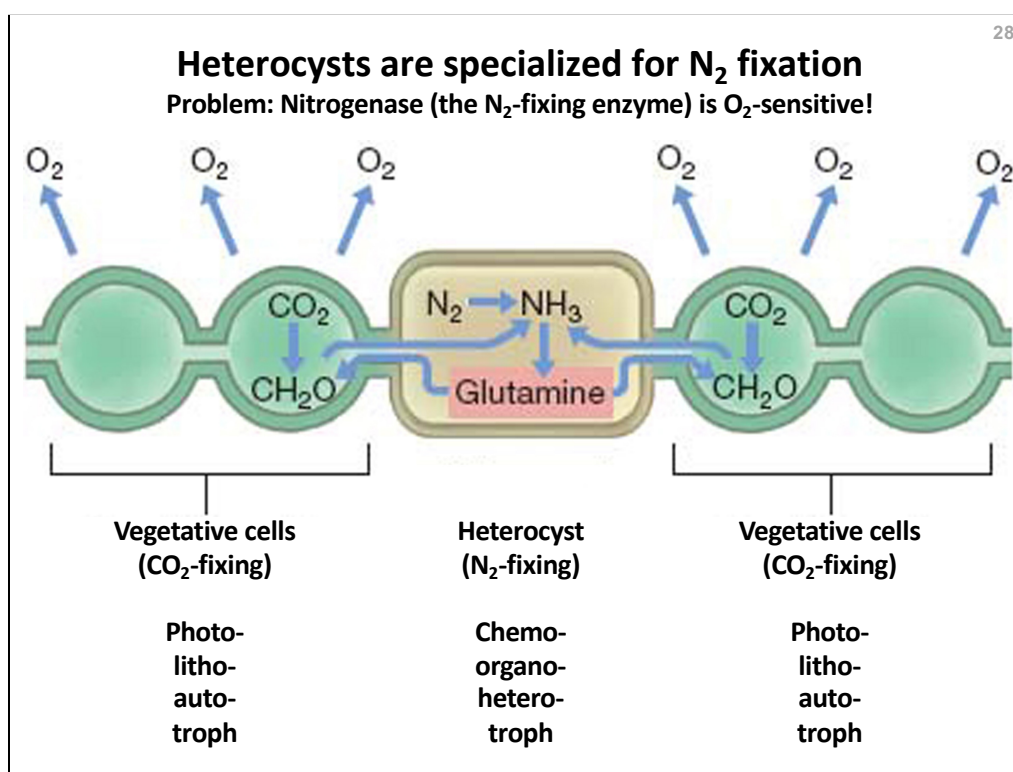 28
Heterocysts are specialized for N₂ fixation
Problem: Nitrogenase (the N₂-fixing enzyme) is O₂-sensitive!
O₂ O₂ O₂ O₂ O₂ O₂
CO₂ N₂ NH₃ CO₂
CH₂O Glutamine CH₂O
Vegetative cells Heterocyst Vegetative cells
(CO₂-fixing) (N₂-fixing) (CO₂-fixing)
Photo- Chemo- Photo-
litho- organo- litho-
auto- hetero- auto-
troph troph troph